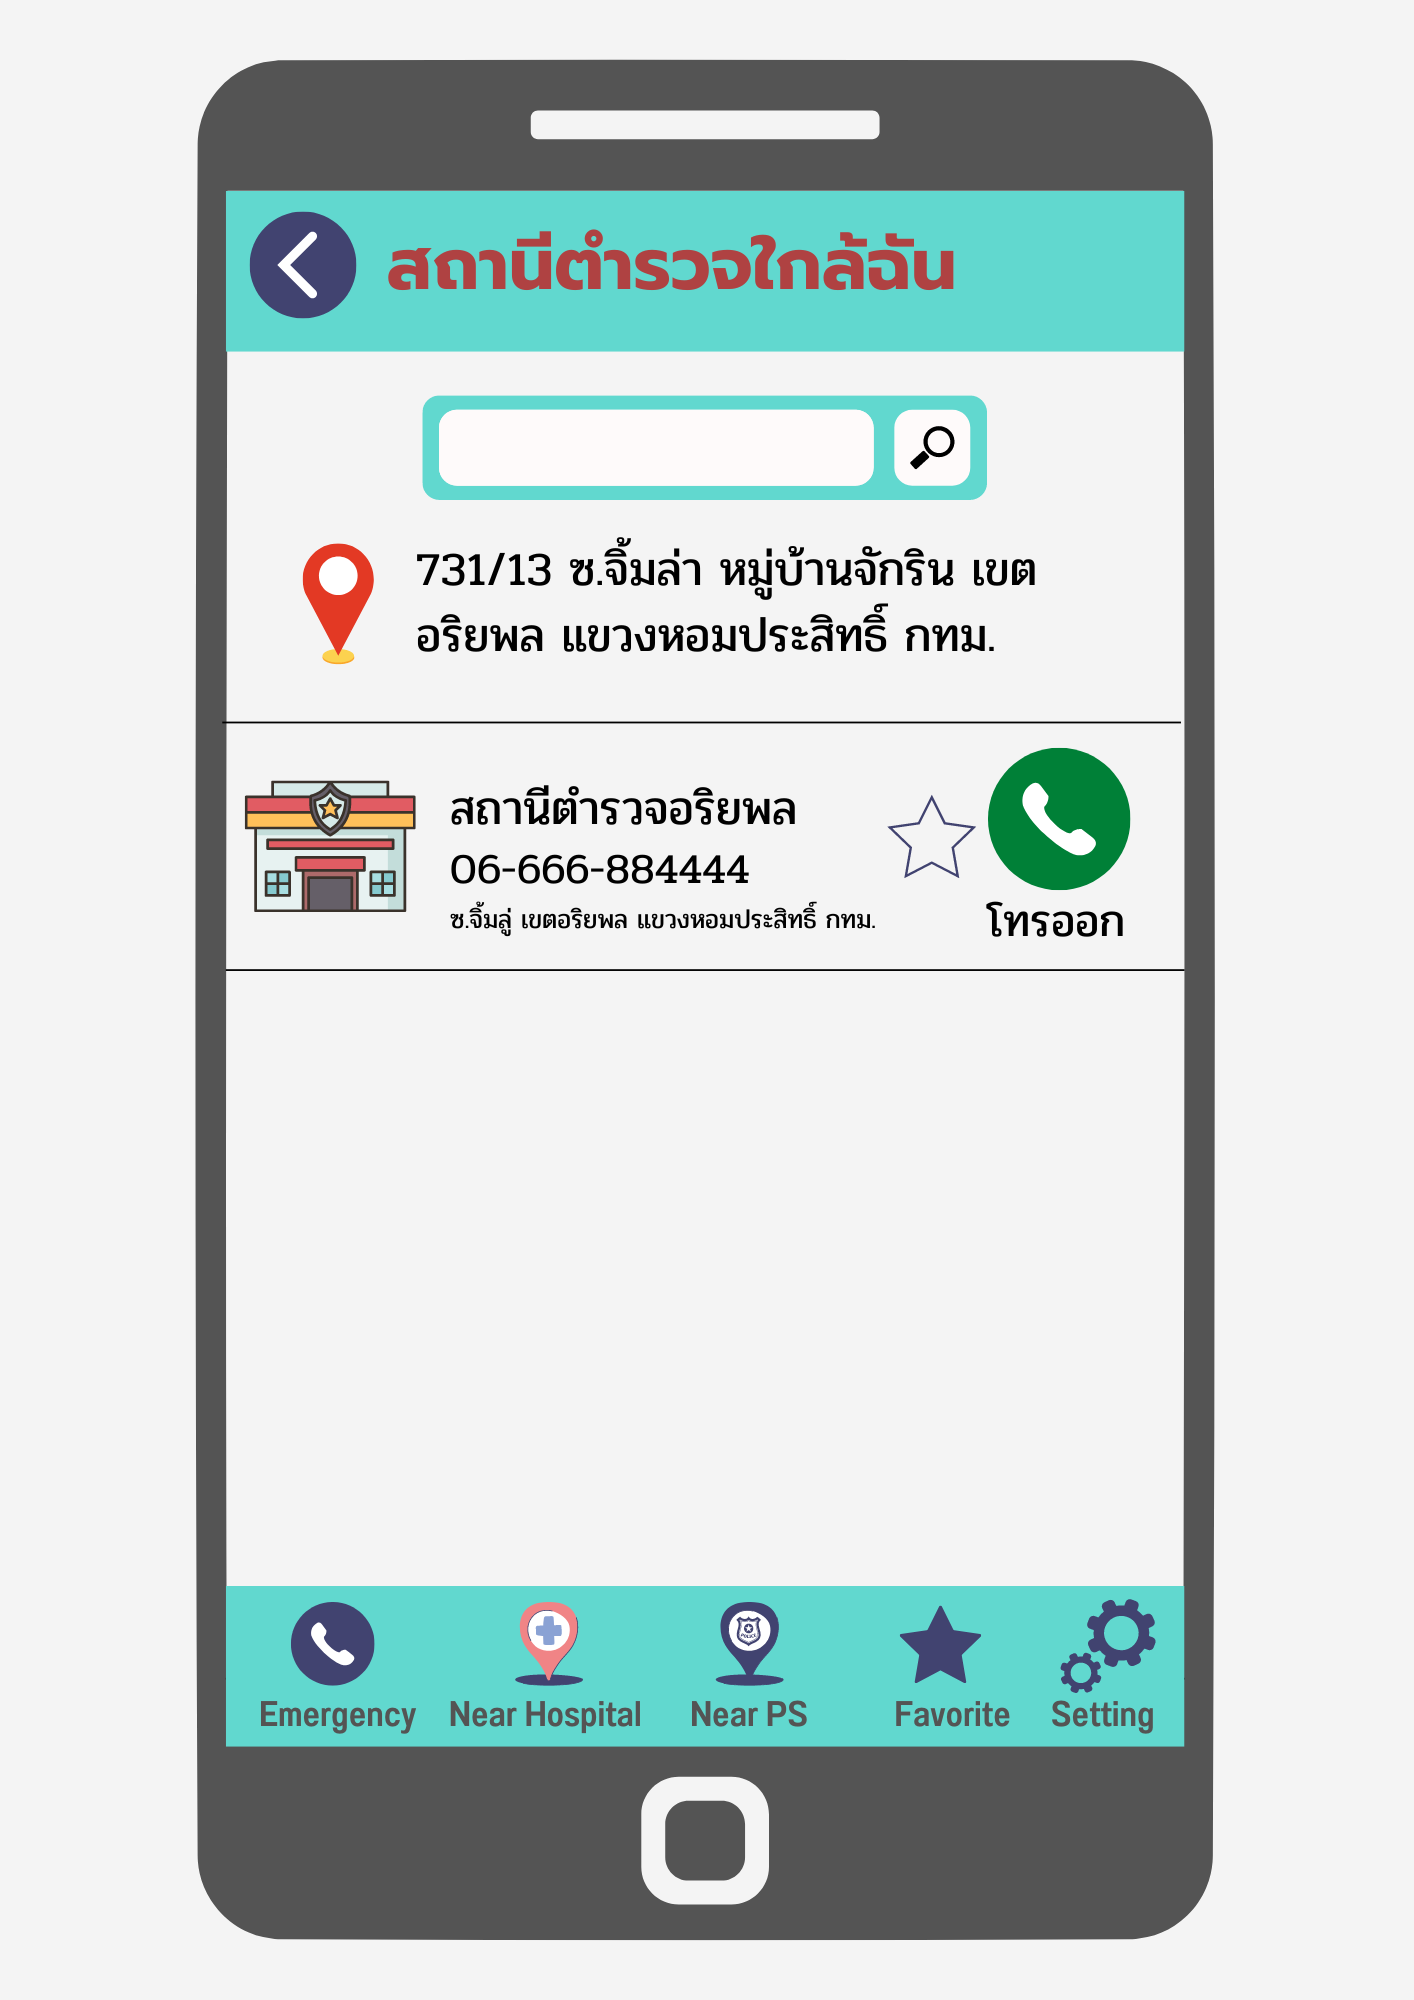 สถานีตำรวจใกล้ฉัน
731/13 ซ.จิ้มล่า หมู่บ้านจักริน เขต
อริยพล แขวงหอมประสิทธิ์ กทม.
สถานีตำรวจอริยพล
06-666-884444
ซ.จิ้มลู่ เขตอริยพล แขวงหอมประสิทธิ์ กทม.
โทรออก
POLICE
Emergency
Near Hospital
Near PS
Favorite
Setting